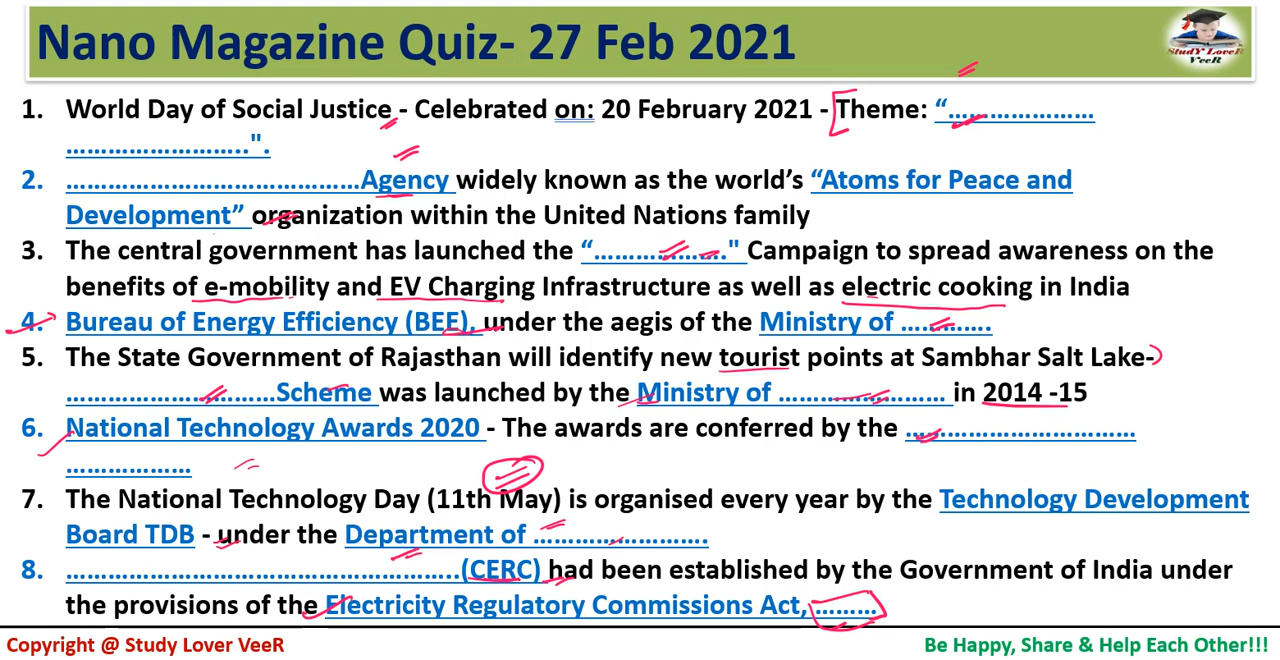 Nano Magazine Quiz- 27 Feb 2021
StudY LoveR
VeeR
1. World Day of Social Justice - Celebrated on: 20 February 2021 - Theme: “…………………
……………………..".
2. ……………………………………Agency widely known as the world’s “Atoms for Peace and
Development” organization within the United Nations family
3. The central government has launched the “……………….." Campaign to spread awareness on the
benefits of e-mobility and EV Charging Infrastructure as well as electric cooking in India
4. Bureau of Energy Efficiency (BEE), under the aegis of the Ministry of ………….
5. The State Government of Rajasthan will identify new tourist points at Sambhar Salt Lake-
…………………………Scheme was launched by the Ministry of …………………… in 2014 -15
6. National Technology Awards 2020 - The awards are conferred by the ……………………………
………………
7. The National Technology Day (11th May) is organised every year by the Technology Development
Board TDB - under the Department of …………………….
8. ………………………………………………..(CERC) had been established by the Government of India under
the provisions of the Electricity Regulatory Commissions Act, ………
Copyright @ Study Lover VeeR
Be Happy, Share & Help Each Other!!!